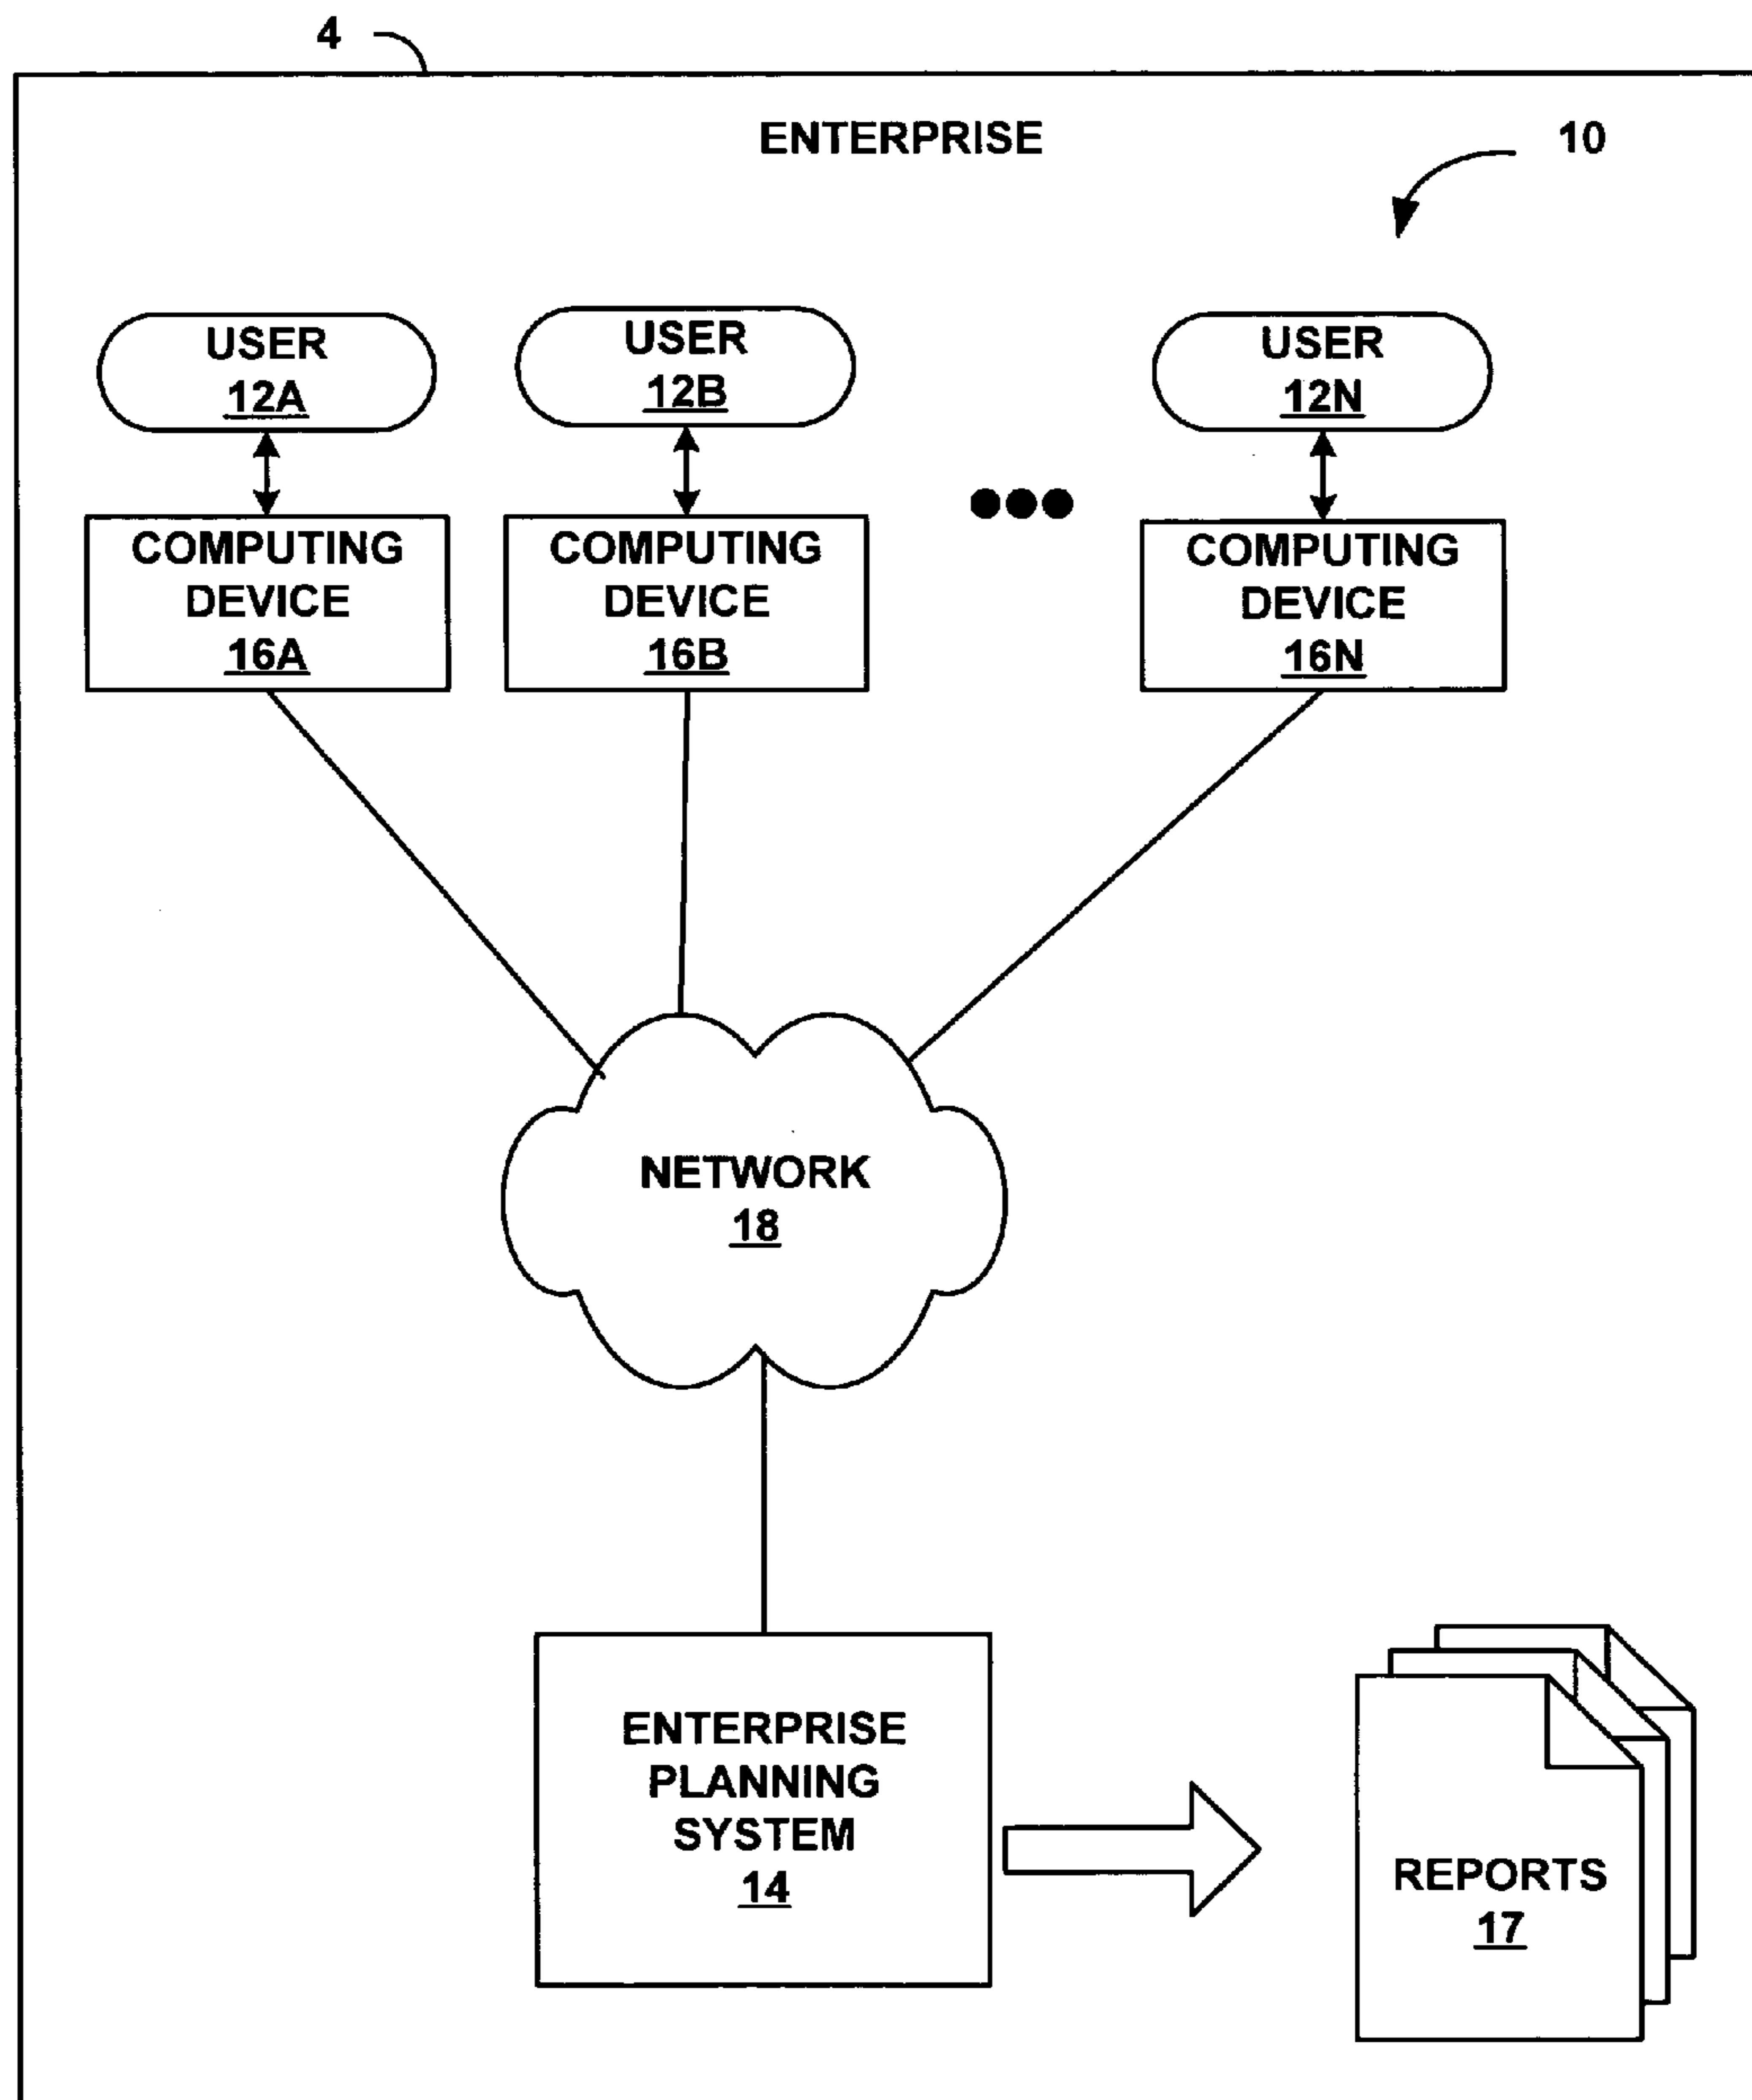 4
ENTERPRISE
10
USER
12A
USER
12B
USER
12N
COMPUTING
DEVICE
16A
COMPUTING
DEVICE
16B
COMPUTING
DEVICE
16N
NETWORK
18
ENTERPRISE
PLANNING
SYSTEM
14
REPORTS
17